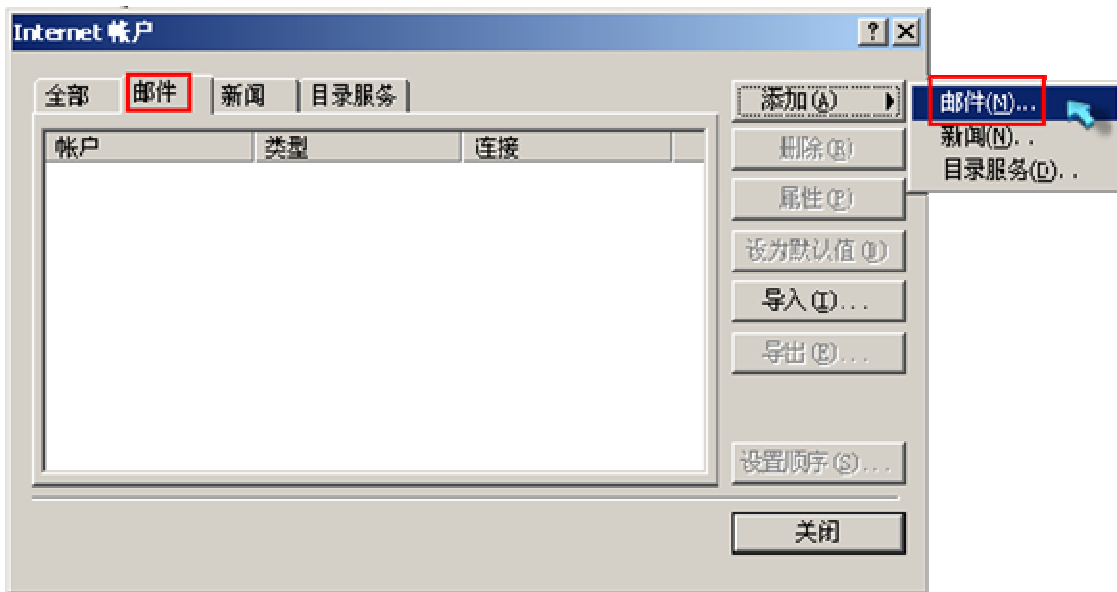 Internet 帐户
全部 邮件 新闻 目录服务
帐户 类型 连接
添加(A)
删除(R)
属性(P)
设为默认值(D)
导入(I)...
导出(E)...
设置顺序(S)...
关闭
邮件(M)...
新闻(N). .
目录服务(D). .